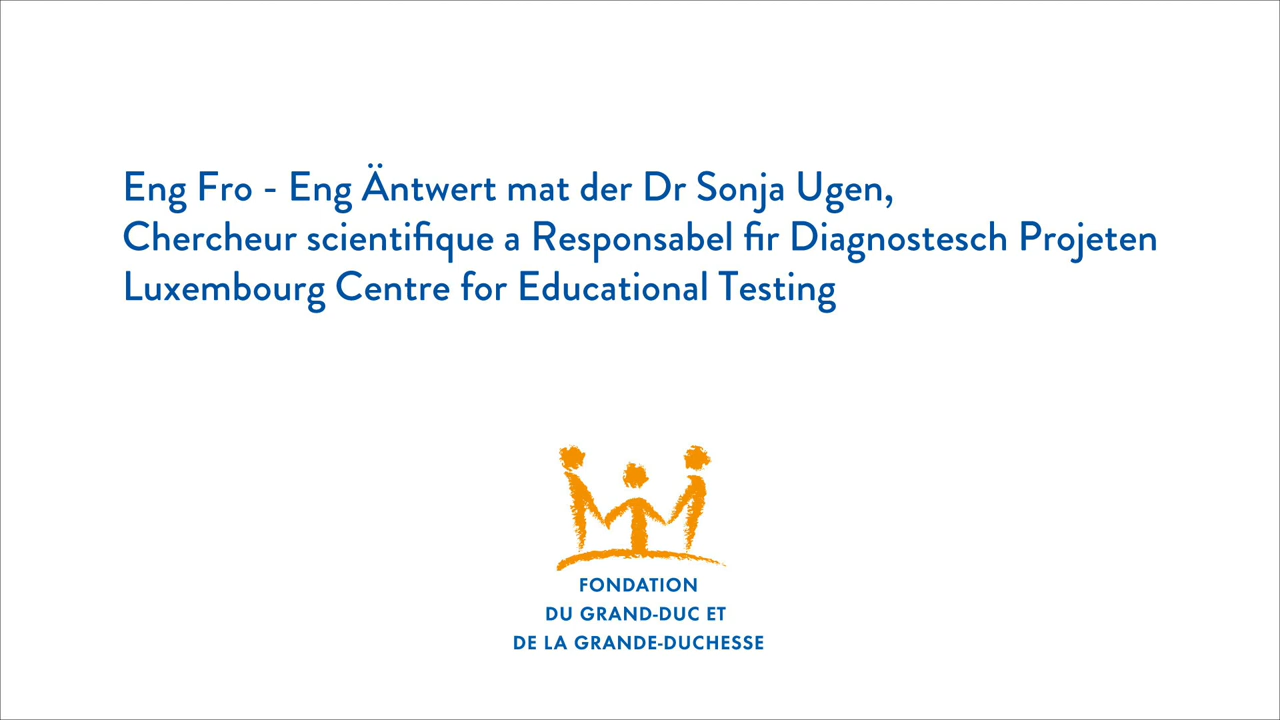 Eng Fro - Eng Äntwert mat der Dr Sonja Ugen,
Chercheur scientifique a Responsabel fir Diagnostesch Projeten
Luxembourg Centre for Educational Testing
FONDATION
DU GRAND-DUC ET
DE LA GRANDE-DUCHESSE